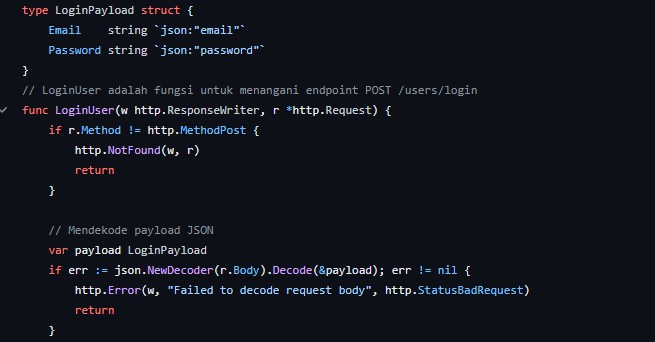 type LoginPayload struct {
    Email    string `json:"email"`
    Password string `json:"password"`
}
// LoginUser adalah fungsi untuk menangani endpoint POST /users/login
func LoginUser(w http.ResponseWriter, r *http.Request) {
    if r.Method != http.MethodPost {
        http.NotFound(w, r)
        return
    }

    // Mendekode payload JSON
    var payload LoginPayload
    if err := json.NewDecoder(r.Body).Decode(&payload); err != nil {
        http.Error(w, "Failed to decode request body", http.StatusBadRequest)
        return
    }